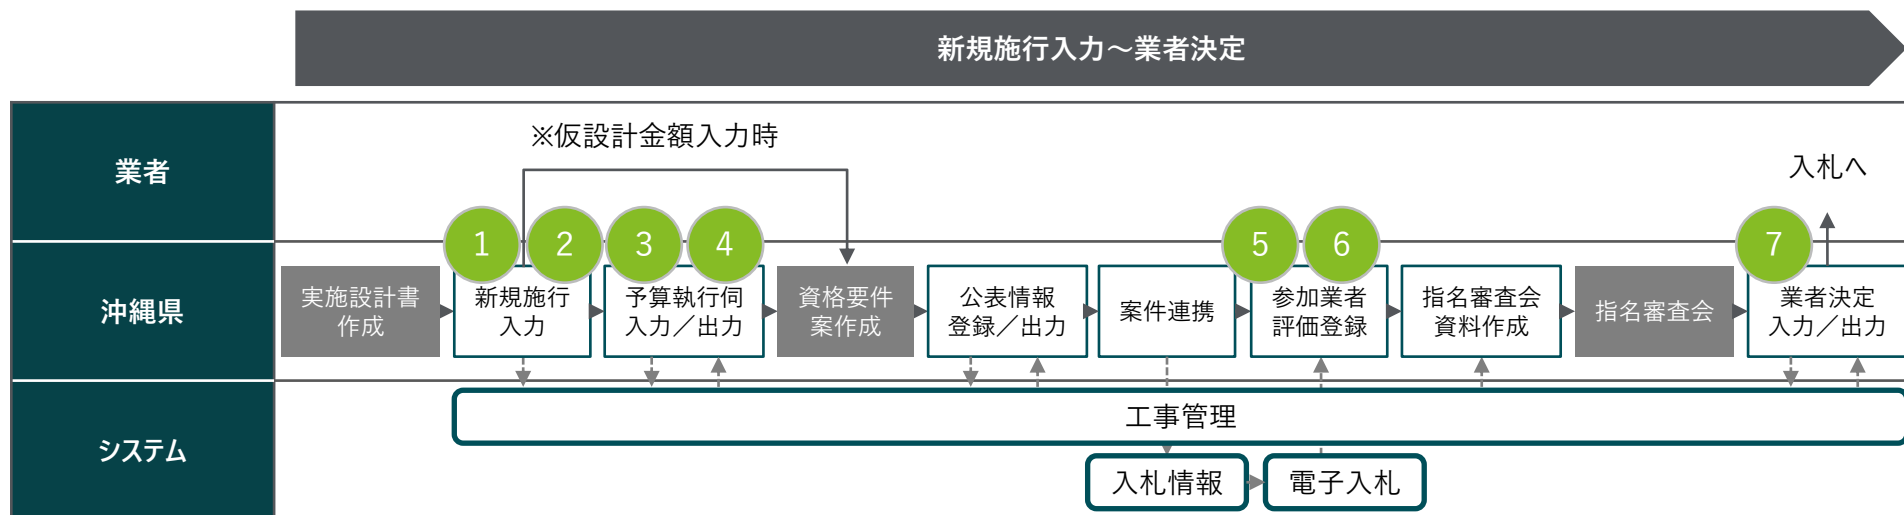 新規施行入力～業者決定
業者
※仮設計金額入力時
入札へ
1
2
3
4
5
6
7
沖縄県
実施設計書
作成
新規施行
入力
予算執行伺
入力／出力
資格要件
案作成
公表情報
登録／出力
案件連携
参加業者
評価登録
指名審査会
資料作成
指名審査会
業者決定
入力／出力
システム
工事管理
入札情報
電子入札